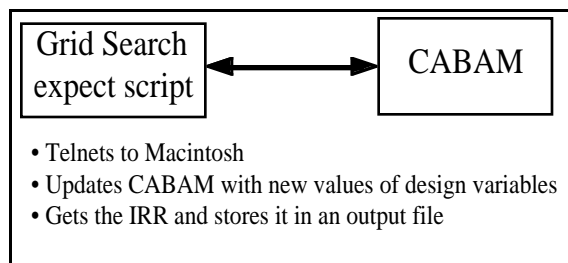 Grid Search
expect script
CABAM
• Telnets to Macintosh
• Updates CABAM with new values of design variables
• Gets the IRR and stores it in an output file